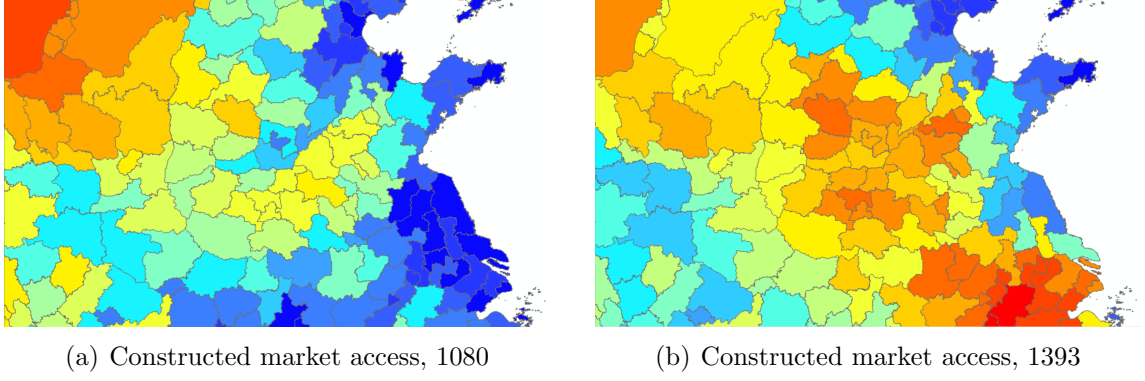 (a) Constructed market access, 1080
(b) Constructed market access, 1393